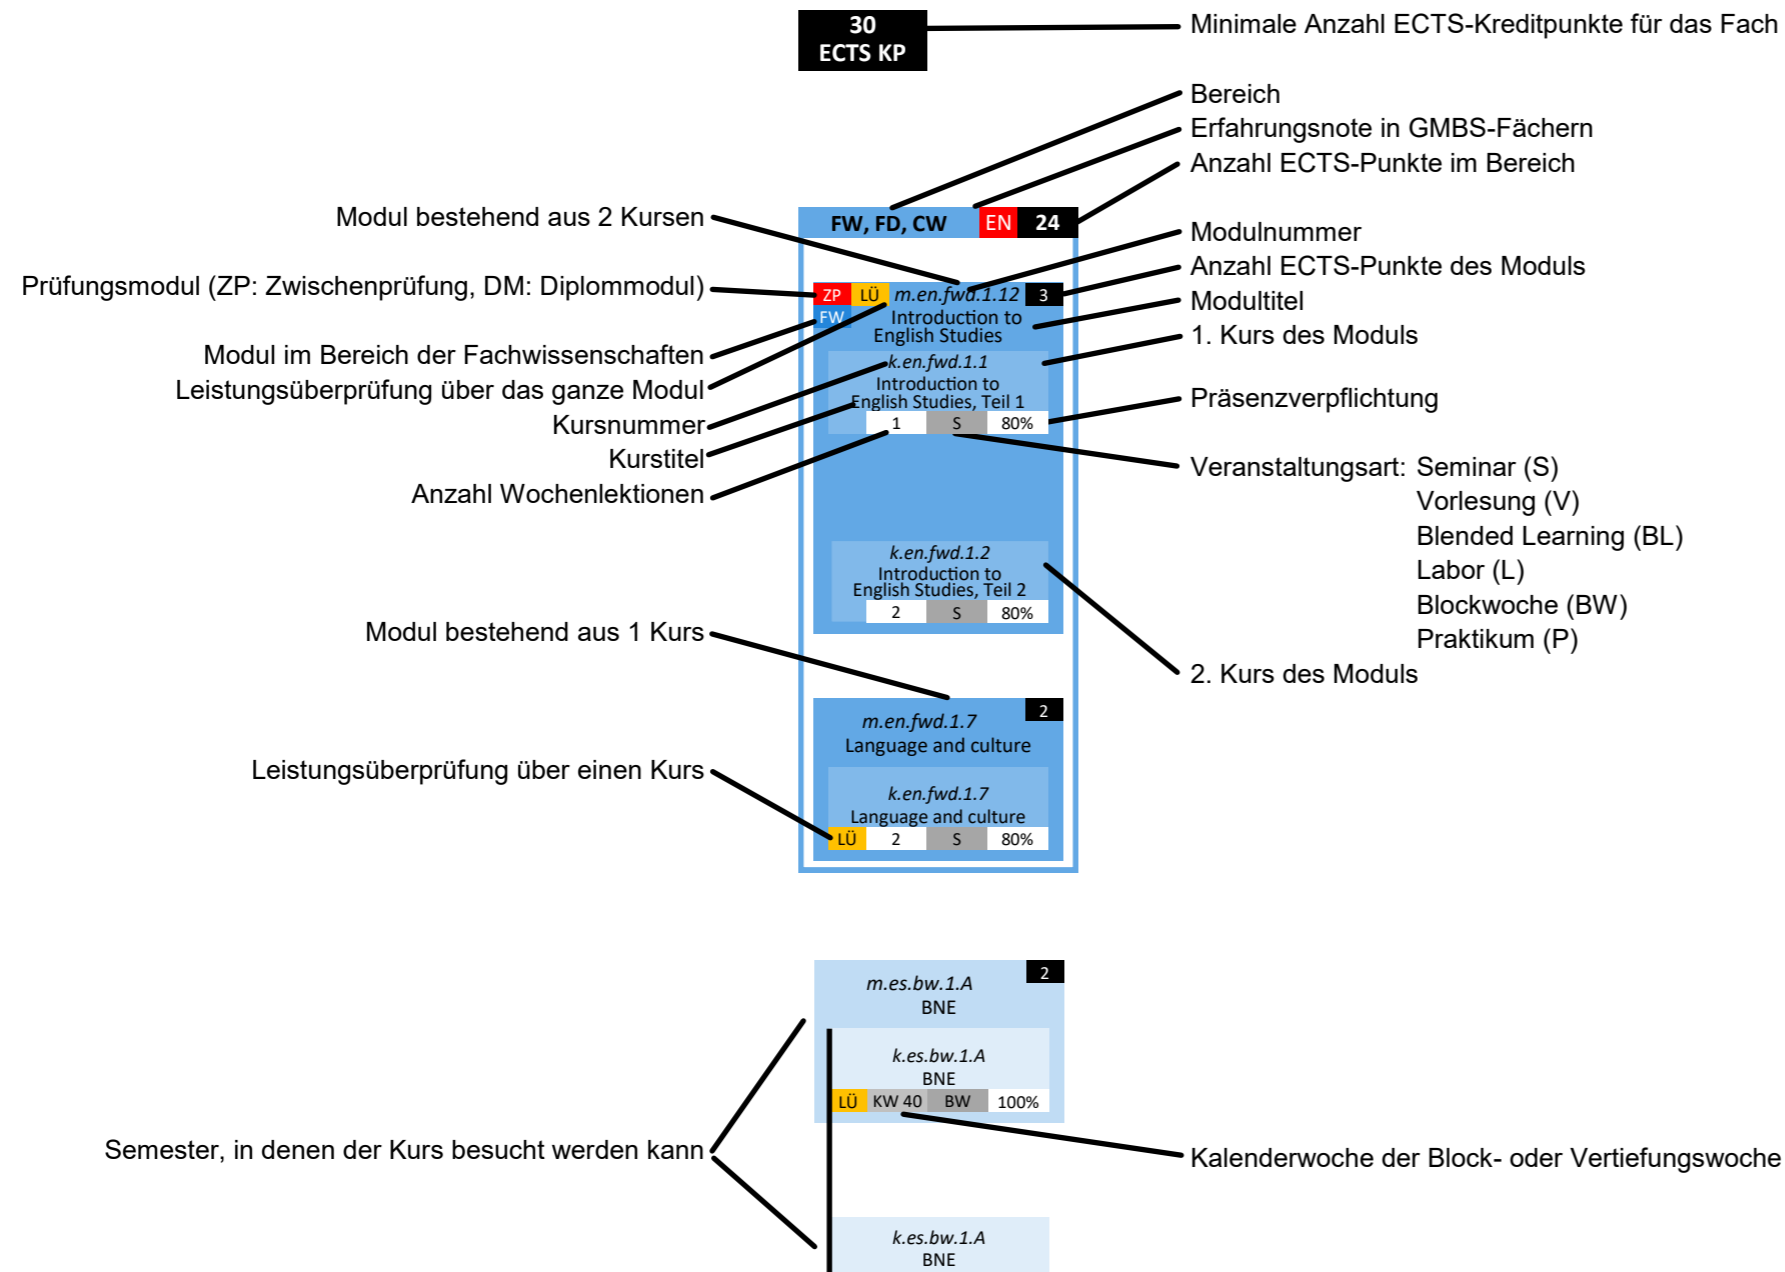 30
ECTS KP
Minimale Anzahl ECTS-Kreditpunkte für das Fach
Bereich
Erfahrungsnote in GMBS-Fächern
Anzahl ECTS-Punkte im Bereich
Modul bestehend aus 2 Kursen
FW, FD, CW EN 24
Modulnummer
Anzahl ECTS-Punkte des Moduls
Prüfungsmodul (ZP: Zwischenprüfung, DM: Diplommodul)
ZP LÜ m.en.fwd.1.12 3
FW Introduction to
English Studies
Modultitel
1. Kurs des Moduls
Modul im Bereich der Fachwissenschaften
Leistungsüberprüfung über das ganze Modul
Kursnummer
Kurstitel
Anzahl Wochenlektionen
k.en.fwd.1.1
Introduction to
English Studies, Teil 1
1 S 80%
Präsenzverpflichtung
Veranstaltungsart: Seminar (S)
Vorlesung (V)
Blended Learning (BL)
Labor (L)
Blockwoche (BW)
Praktikum (P)
k.en.fwd.1.2
Introduction to
English Studies, Teil 2
2 S 80%
2. Kurs des Moduls
Modul bestehend aus 1 Kurs
m.en.fwd.1.7 2
Language and culture
Leistungsüberprüfung über einen Kurs
k.en.fwd.1.7
Language and culture
LÜ 2 S 80%
m.es.bw.1.A 2
BNE
k.es.bw.1.A
BNE
LÜ KW 40 BW 100%
Semester, in denen der Kurs besucht werden kann
Kalenderwoche der Block- oder Vertiefungswoche
k.es.bw.1.A
BNE